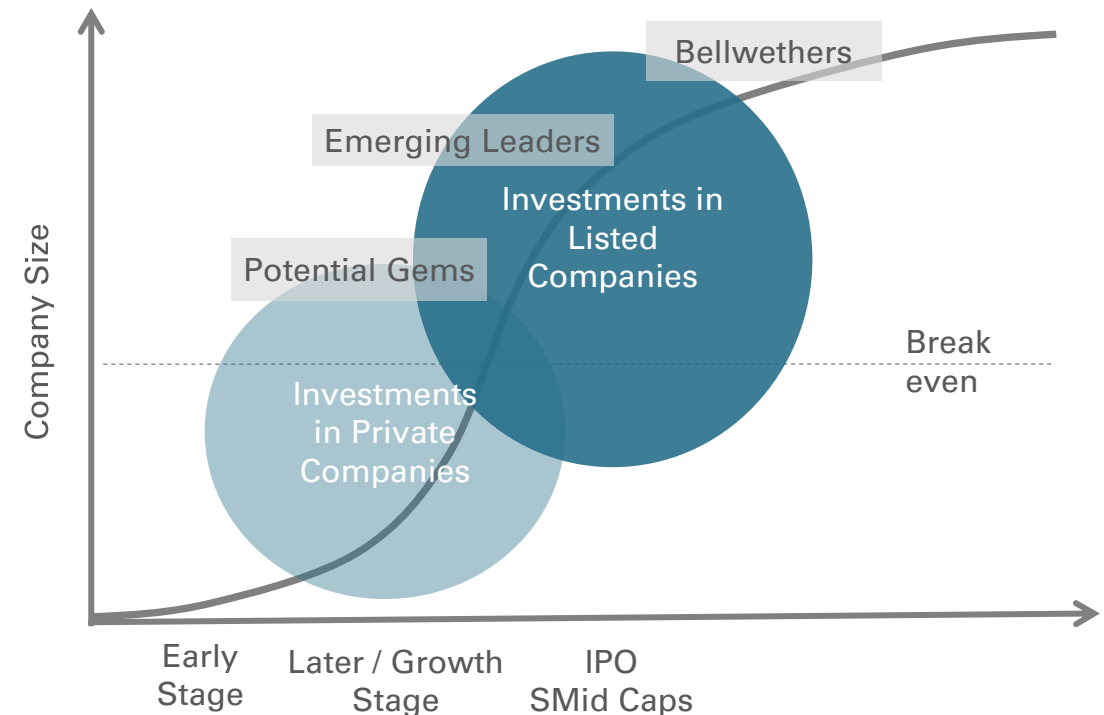 Bellwethers
Emerging Leaders
Investments in
Listed
Companies
Potential Gems
Company Size
Break
even
Investments
in Private
Companies
Early
Stage
Later / Growth
Stage
IPO
SMid Caps